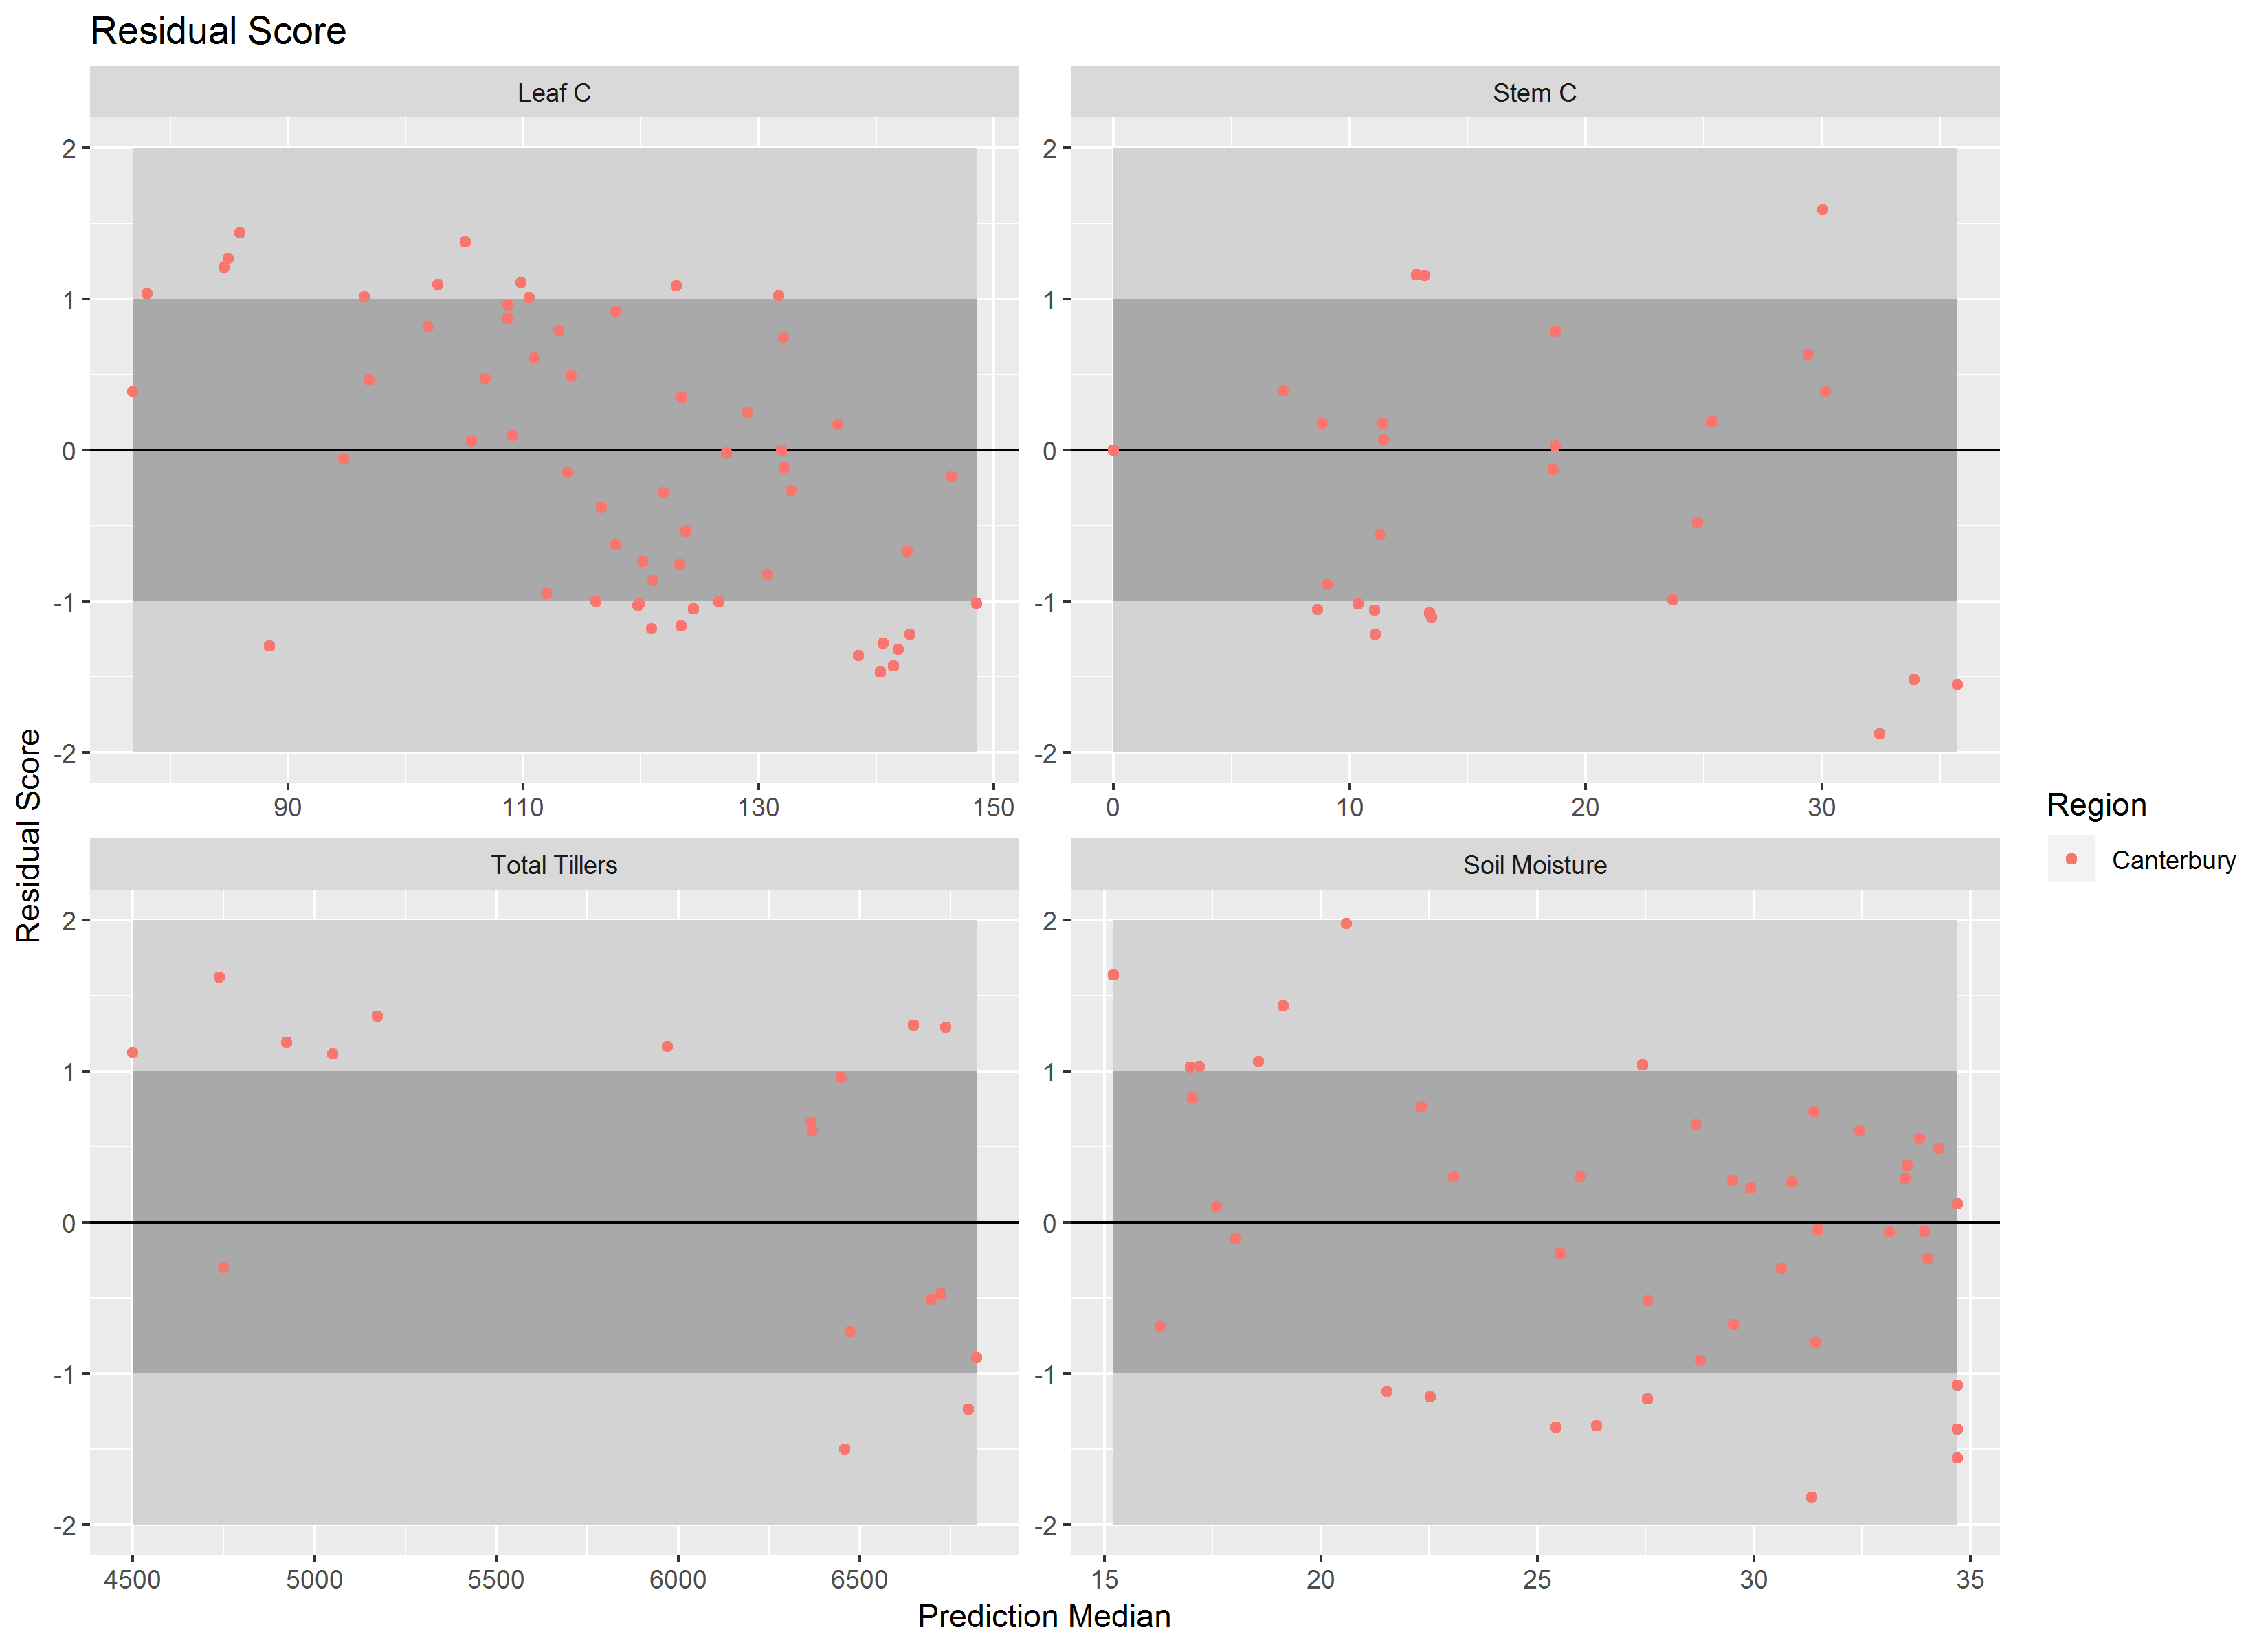 Residual Score
Leaf C
Stem C
2
1
0
-1
-2
2
1
0
-1
-2
90 110 130 150
0 10 20 30
Total Tillers
Soil Moisture
2
1
0
-1
-2
2
1
0
-1
-2
4500 5000 5500 6000 6500
15 20 25 30 35
Residual Score
Prediction Median
Region
Canterbury